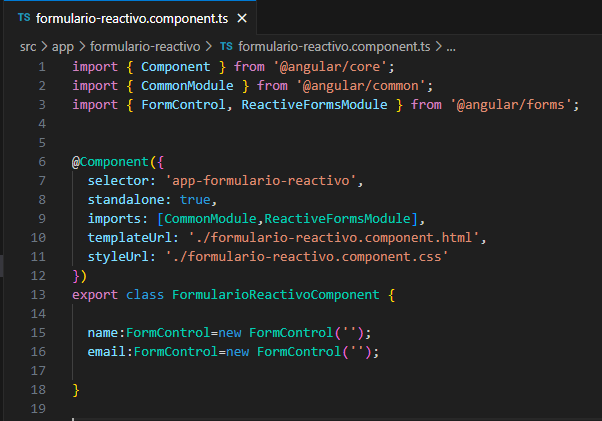 TS formulario-reactivo.component.ts ×
src > app > formulario-reactivo > TS formulario-reactivo.component.ts > ...
1 import { Component } from '@angular/core';
2 import { CommonModule } from '@angular/common';
3 import { FormControl, ReactiveFormsModule } from '@angular/forms';
4
5
6 @Component({
7   selector: 'app-formulario-reactivo',
8   standalone: true,
9   imports: [CommonModule,ReactiveFormsModule],
10   templateUrl: './formulario-reactivo.component.html',
11   styleUrl: './formulario-reactivo.component.css'
12 })
13 export class FormularioReactivoComponent {
14
15   name:FormControl=new FormControl('');
16   email:FormControl=new FormControl('');
17
18 }
19